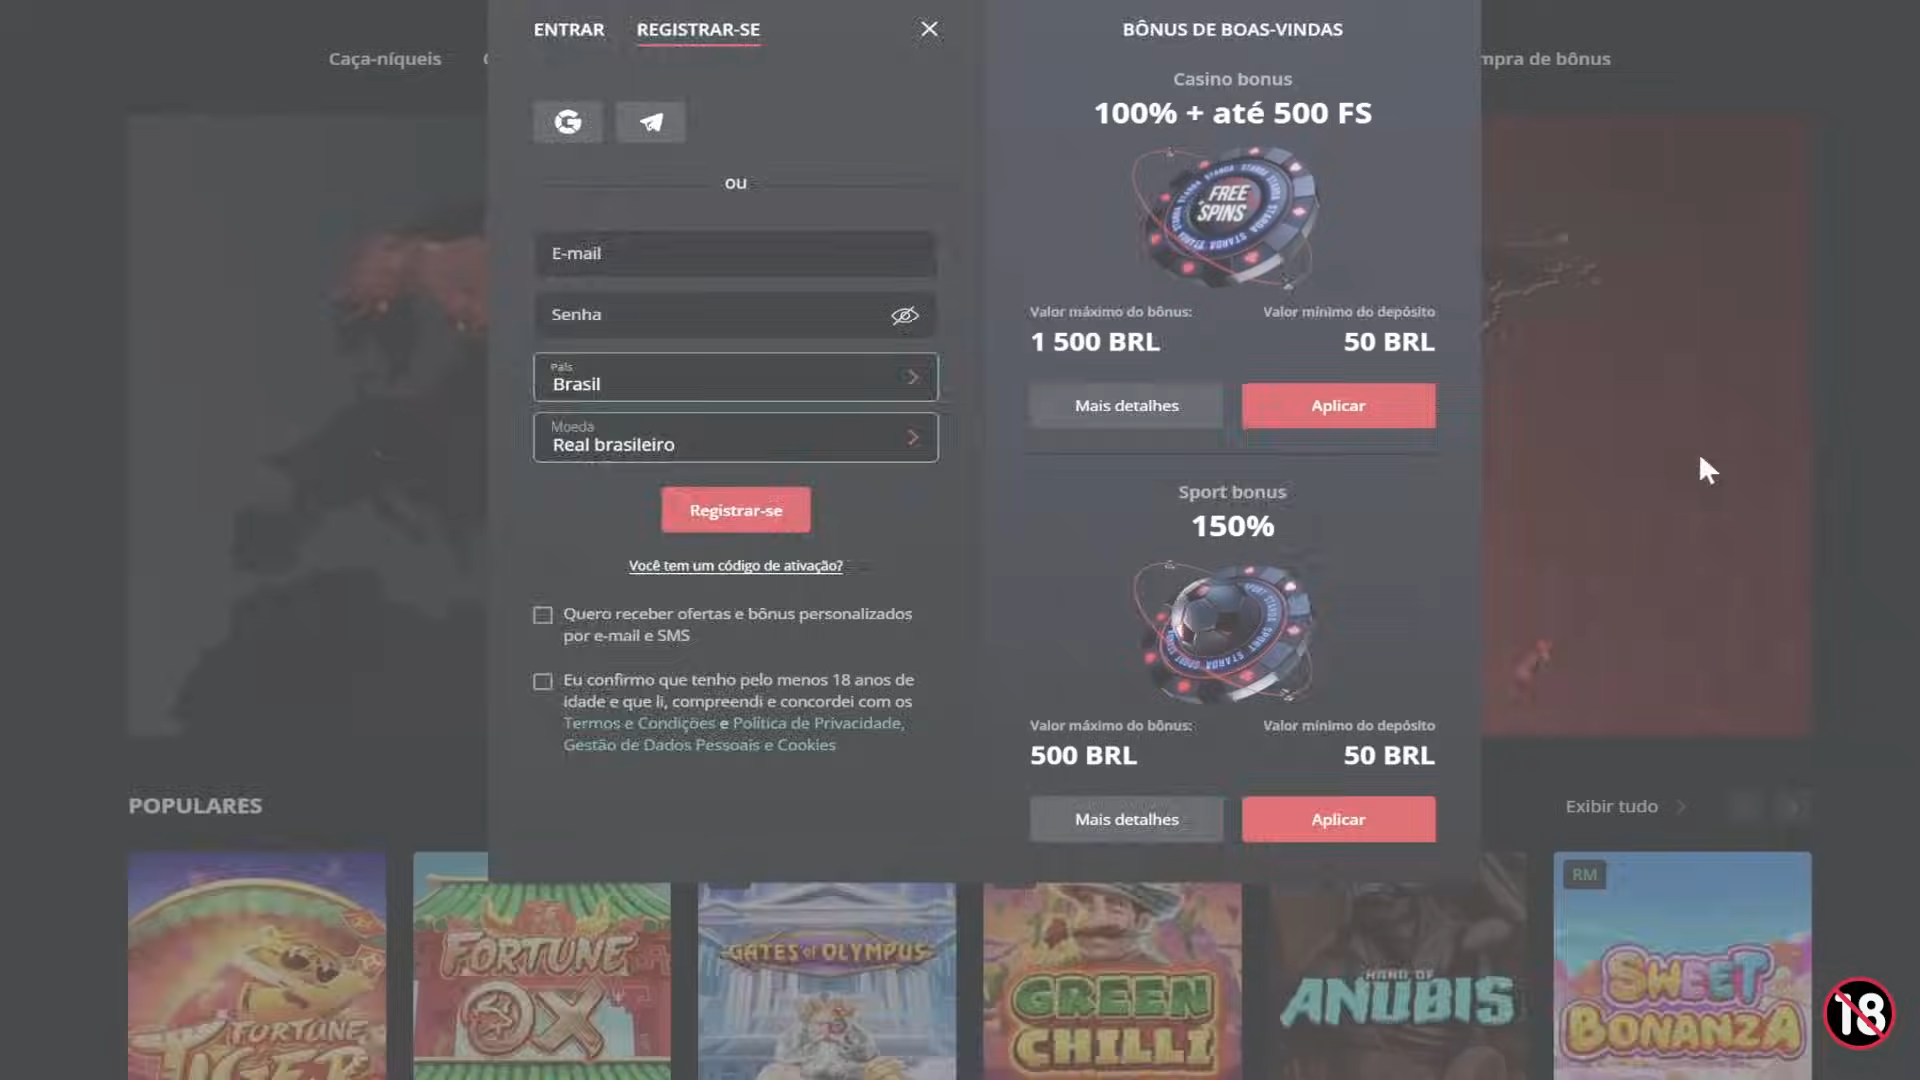 Caça-níqueis
mpra de bônus
ENTRAR
REGISTRAR-SE
ou
E-mail
Senha
País
Brasil
Moeda
Real brasileiro
Registrar-se
Você tem um código de ativação?
Quero receber ofertas e bônus personalizados
por e-mail e SMS
Eu confirmo que tenho pelo menos 18 anos de
idade e que li, compreendi e concordei com os
Termos e Condições e Política de Privacidade,
Gestão de Dados Pessoais e Cookies
BÔNUS DE BOAS-VINDAS
Casino bonus
100% + até 500 FS
FREE
SPINS
Valor máximo do bônus:
1 500 BRL
Valor mínimo do depósito
50 BRL
Mais detalhes
Aplicar
Sport bonus
150%
Valor máximo do bônus:
500 BRL
Valor mínimo do depósito
50 BRL
Mais detalhes
Aplicar
POPULARES
Exibir tudo
FORTUNE
TIGER
FORTUNE
OX
GATES of OLYMPUS
GREEN
CHILLI
HAND OF
ANUBIS
RM
SWEET
BONANZA
18